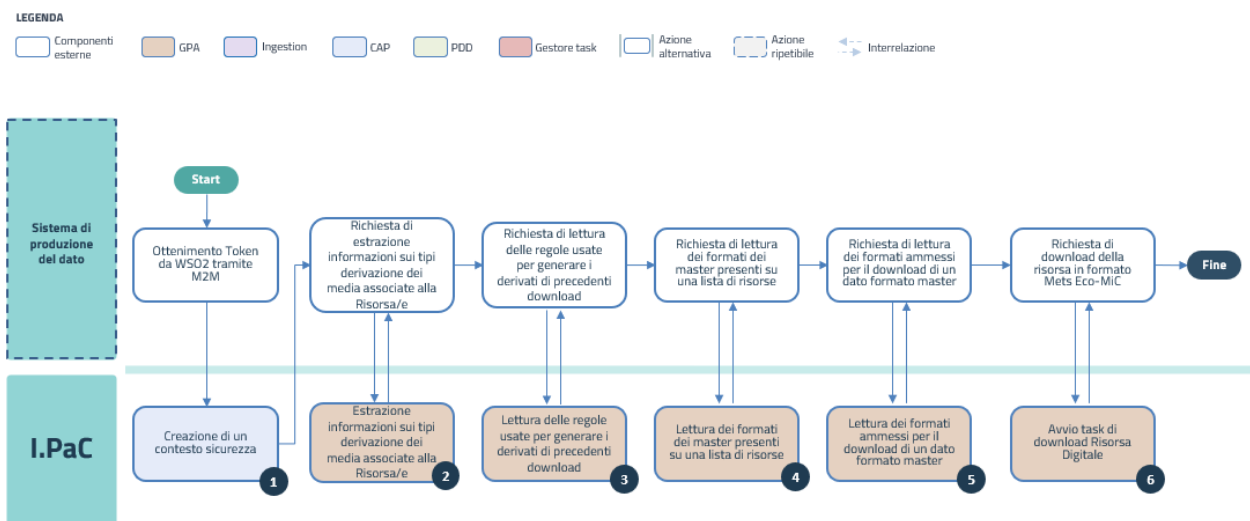 LEGENDA
Componenti
esterne
GPA
Ingestion
CAP
PDD
Gestore task
Azione
alternativa
Azione
ripetibile
Interrelazione
Sistema di
produzione
del dato
Start
Ottenimento Token
da WSO2 tramite
M2M
Richiesta di
estrazione
informazioni sui tipi
derivazione dei
media associate alla
Risorsa/e
Richiesta di lettura
delle regole usate
per generare i
derivati di precedenti
download
Richiesta di lettura
dei formati dei
master presenti su
una lista di risorse
Richiesta di lettura
dei formati ammessi
per il download di un
dato formato master
Richiesta di
download della
risorsa in formato
Mets Eco-MiC
Fine
I.PaC
Creazione di un
contesto sicurezza
1
Estrazione
informazioni sui tipi
derivazione dei
media associate alla
Risorsa/e
2
Lettura delle regole
usate per generare i
derivati di precedenti
download
3
Lettura dei formati
dei master presenti
su una lista di risorse
4
Lettura dei formati
ammessi per il
download di un dato
formato master
5
Avvio task di
download Risorsa
Digitale
6